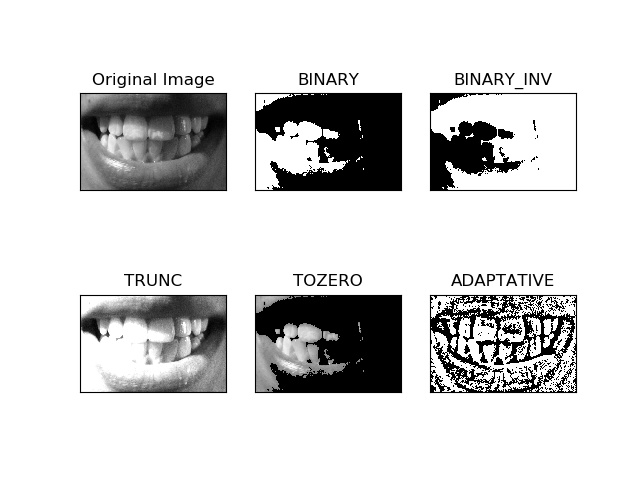 Original Image
BINARY
BINARY_INV
TRUNC
TOZERO
ADAPTATIVE